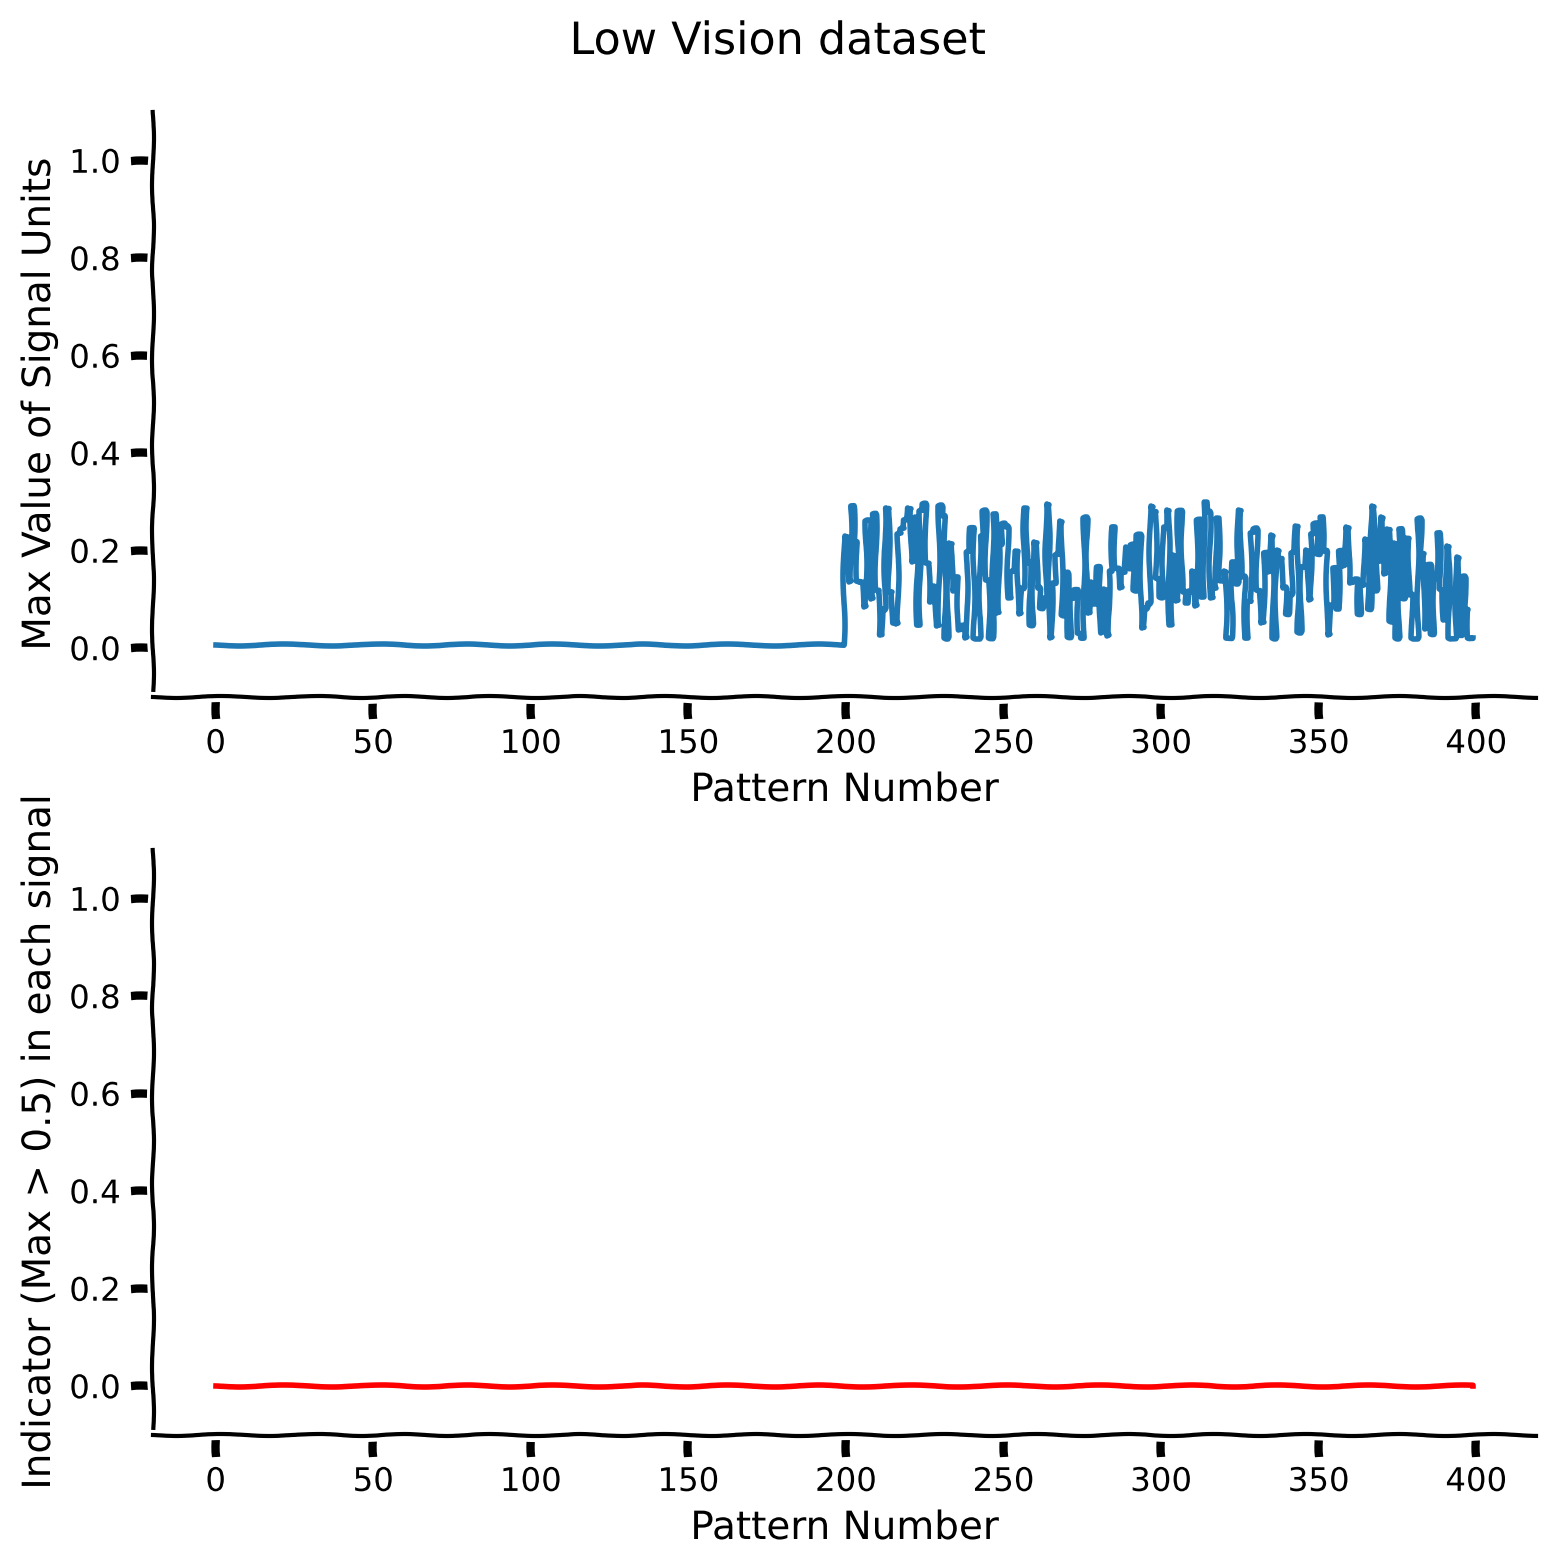 Low Vision dataset
Max Value of Signal Units
1.0
0.8
0.6
0.4
0.2
0.0
0 50 100 150 200 250 300 350 400
Pattern Number
Indicator (Max > 0.5) in each signal
1.0
0.8
0.6
0.4
0.2
0.0
0 50 100 150 200 250 300 350 400
Pattern Number